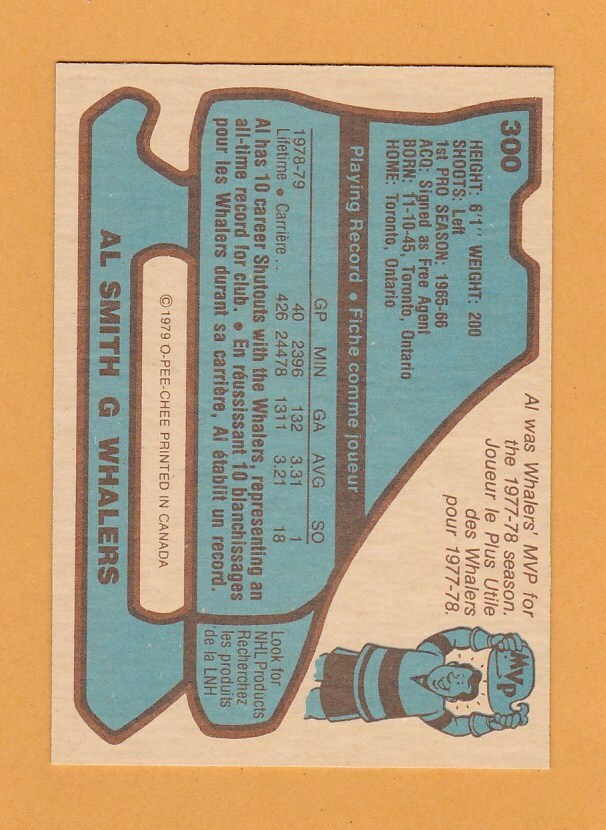 300
HEIGHT: 6'1" WEIGHT: 200
SHOOTS: Left
1st PRO SEASON: 1965-66
ACQ: Signed as Free Agent
BORN: 11-10-45, Toronto, Ontario
HOME: Toronto, Ontario
Al was Whalers' MVP for
the 1977-78 season.
Joueur le Plus Utile
des Whalers
pour 1977-78.
MVP
Playing Record • Fiche comme joueur
GP MIN GA AVG SO
1978-79 40 2396 132 3.31 1
Lifetime • Carrière... 426 24478 1311 3.21 18
Al has 10 career Shutouts with the Whalers, representing an
all-time record for club. • En réussissant 10 blanchissages
pour les Whalers durant sa carrière, Al établit un record.
Look for
NHL Products
Recherchez
les produits
de la LNH
© 1979 O-PEE-CHEE PRINTED IN CANADA
AL SMITH G WHALERS